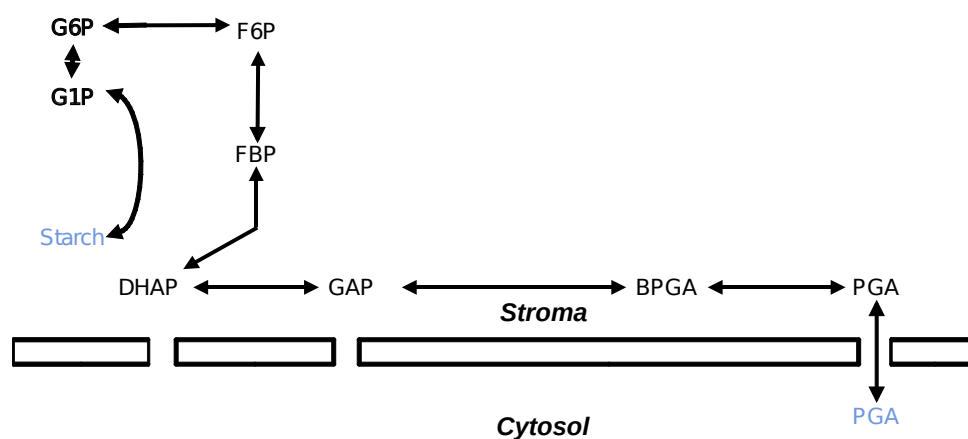 G6P
F6P
G1P
FBP
Starch
DHAP
GAP
BPGA
PGA
Stroma
PGA
Cytosol